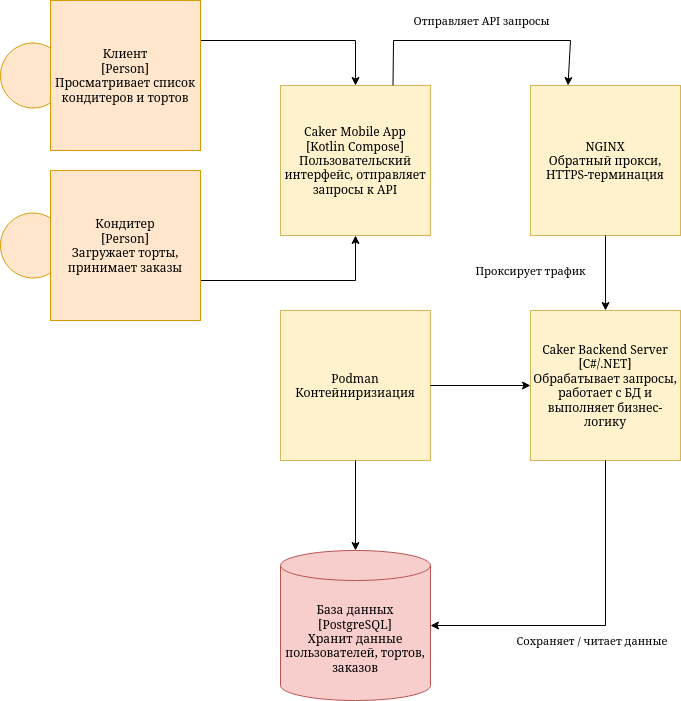 Отправляет API запросы
Клиент
[Person]
Просматривает список
кондитеров и тортов
Caker Mobile App
[Kotlin Compose]
Пользовательский
интерфейс, отправляет
запросы к API
NGINX
Обратный прокси,
HTTPS-терминация
Кондитер
[Person]
Загружает торты,
принимает заказы
Проксирует трафик
Podman
Контейниризиация
Caker Backend Server
[C#/.NET]
Обрабатывает запросы,
работает с БД и
выполняет бизнес-
логику
База данных
[PostgreSQL]
Хранит данные
пользователей, тортов,
заказов
Сохраняет / читает данные